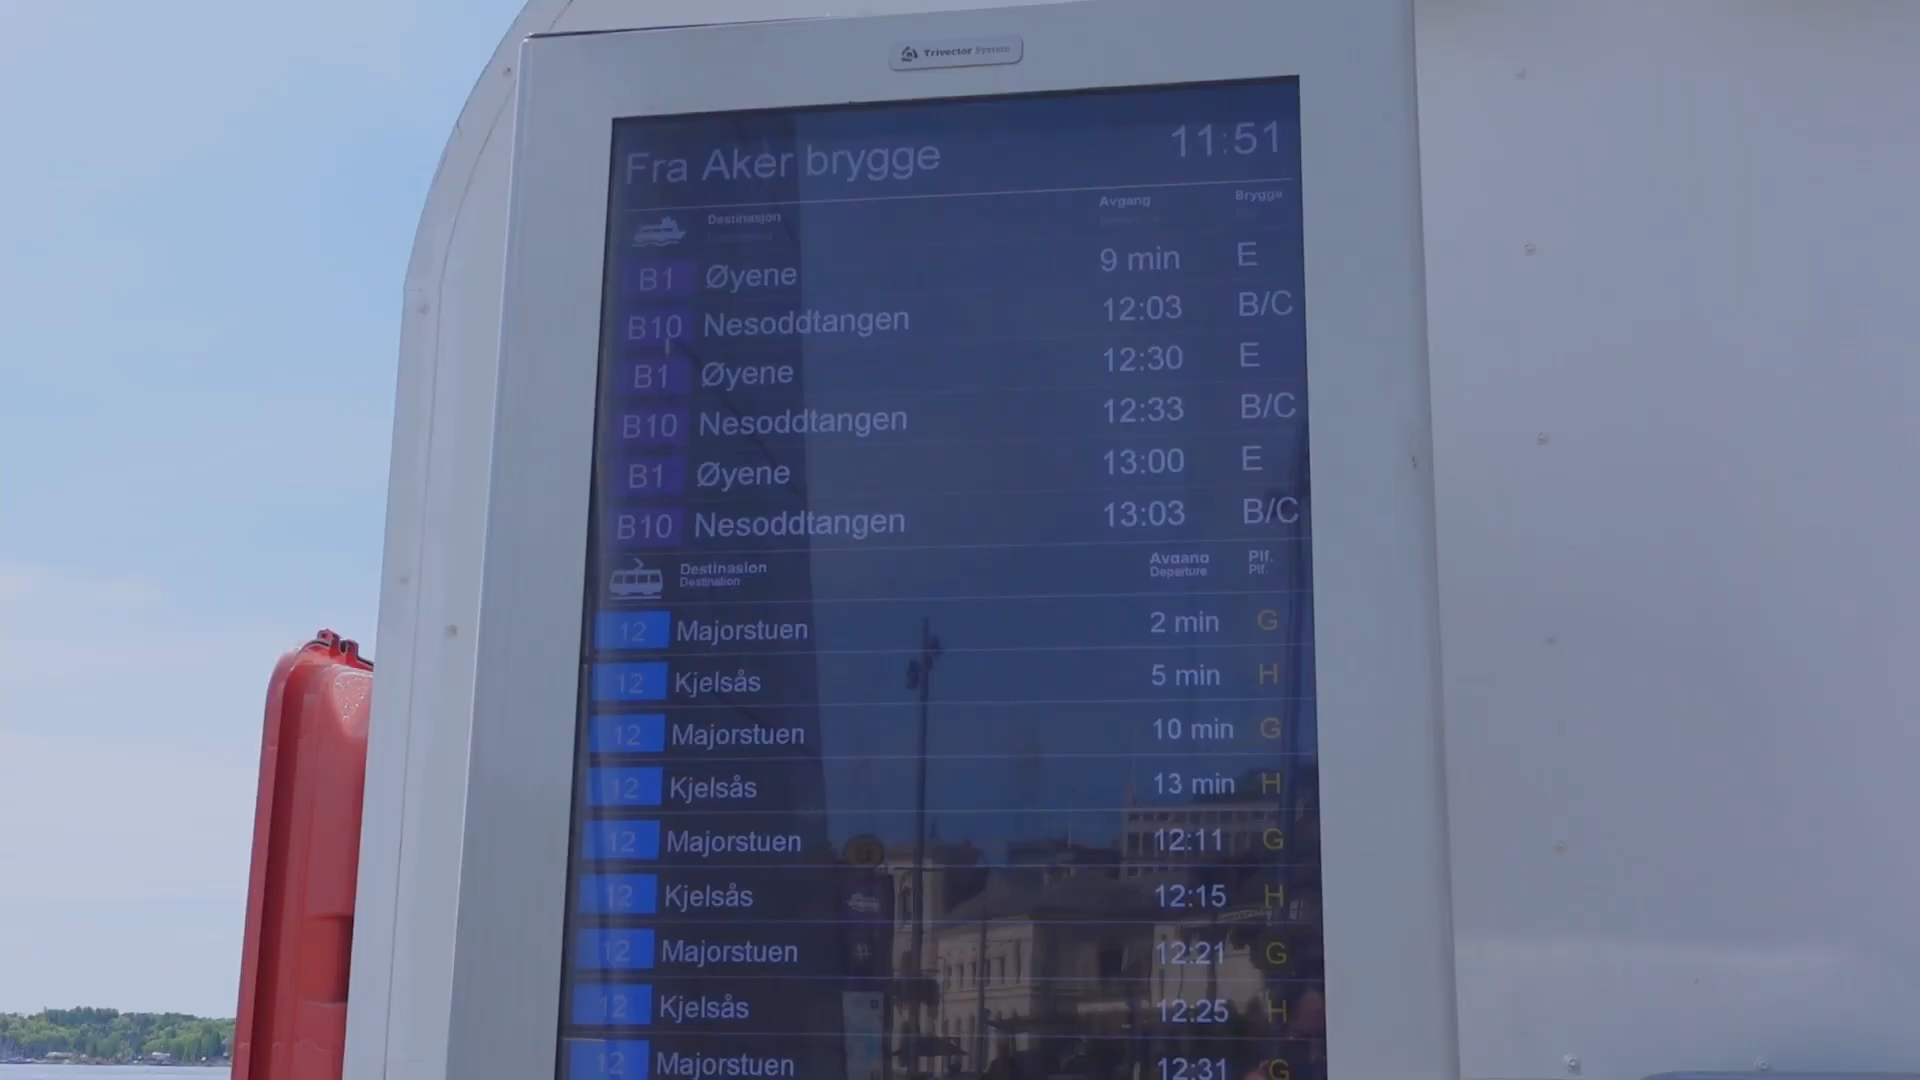 Trivector System
Fra Aker brygge 11:51
Destinasjon Avgang Brygge
B1 Øyene 9 min E
B10 Nesoddtangen 12:03 B/C
B1 Øyene 12:30 E
B10 Nesoddtangen 12:33 B/C
B1 Øyene 13:00 E
B10 Nesoddtangen 13:03 B/C
Destinasjon Avgang Plf.
Destination Departure Plf.
12 Majorstuen 2 min G
12 Kjelsås 5 min H
12 Majorstuen 10 min G
12 Kjelsås 13 min H
12 Majorstuen 12:11 G
12 Kjelsås 12:15 H
12 Majorstuen 12:21 G
12 Kjelsås 12:25 H
12 Majorstuen 12:31 G